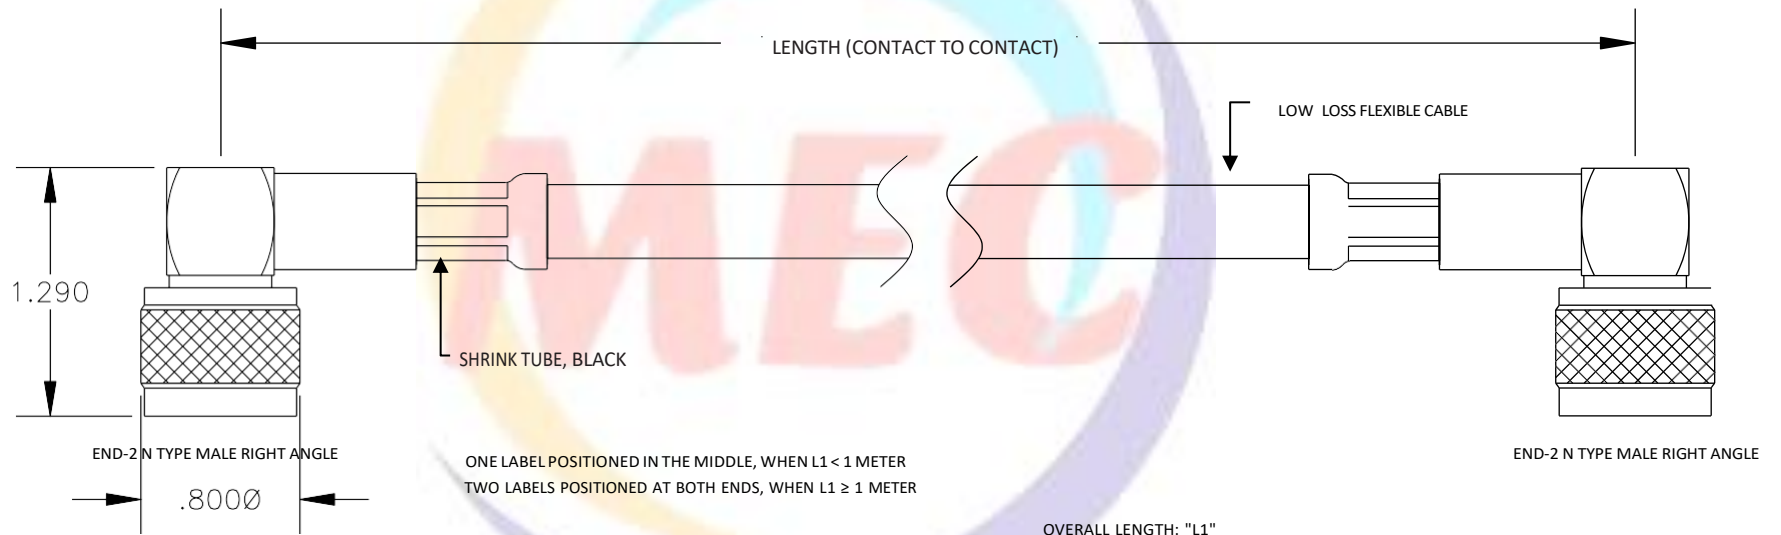 LENGTH (CONTACT TO CONTACT)
LOW LOSS FLEXIBLE CABLE
MEC
1.290
SHRINK TUBE, BLACK
END-2 N TYPE MALE RIGHT ANGLE
END-2 N TYPE MALE RIGHT ANGLE
ONE LABEL POSITIONED IN THE MIDDLE, WHEN L1 < 1 METER
TWO LABELS POSITIONED AT BOTH ENDS, WHEN L1 ≥ 1 METER
.800Ø
OVERALL LENGTH: "L1"